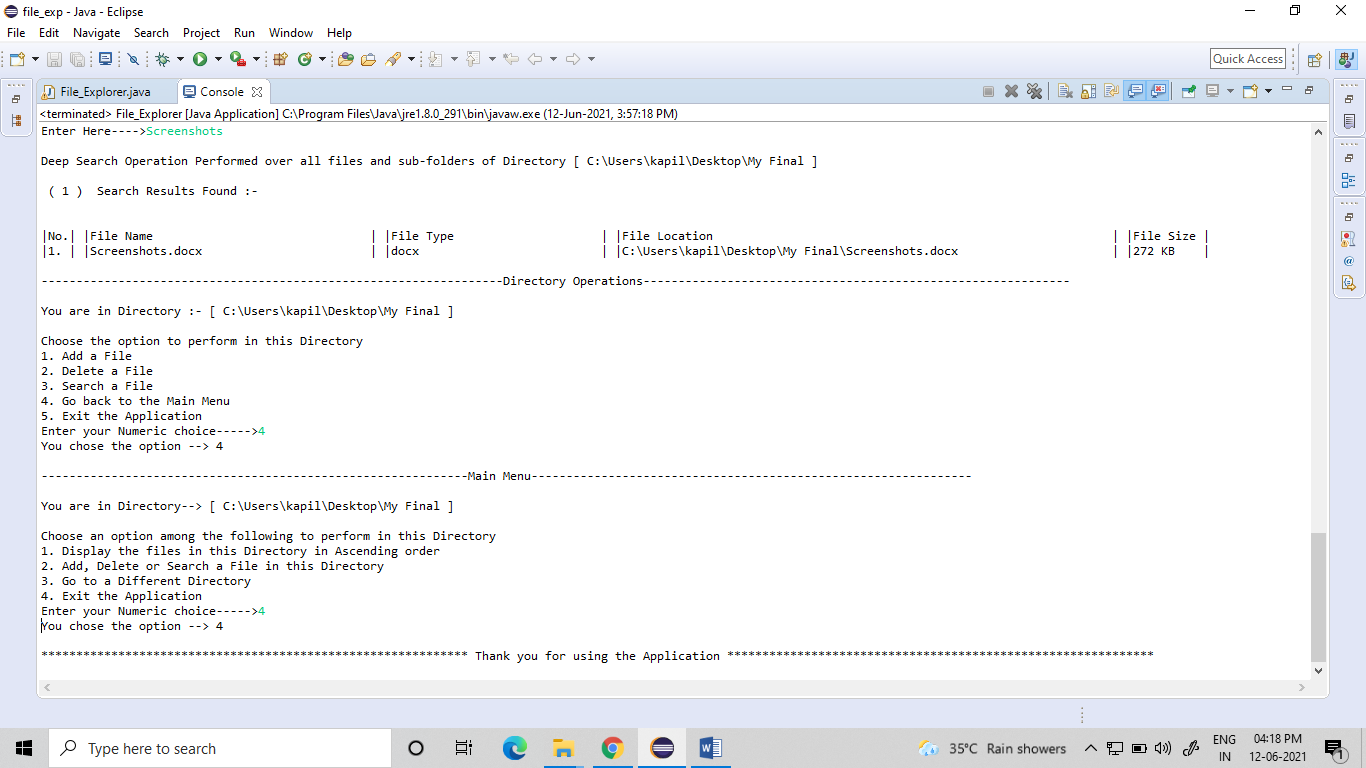 file_exp - Java - Eclipse
File Edit Navigate Search Project Run Window Help
Quick Access
File_Explorer.java Console
<terminated> File_Explorer [Java Application] C:\Program Files\Java\jre1.8.0_291\bin\javaw.exe (12-Jun-2021, 3:57:18 PM)
Enter Here---->Screenshots
Deep Search Operation Performed over all files and sub-folders of Directory [ C:\Users\kapil\Desktop\My Final ]
( 1 )  Search Results Found :-
|No.| |File Name | |File Type | |File Location | |File Size |
|1. | |Screenshots.docx | |docx | |C:\Users\kapil\Desktop\My Final\Screenshots.docx | |272 KB |
------------------------------------------------------------------Directory Operations-------------------------------------------------------------
You are in Directory :- [ C:\Users\kapil\Desktop\My Final ]
Choose the option to perform in this Directory
1. Add a File
2. Delete a File
3. Search a File
4. Go back to the Main Menu
5. Exit the Application
Enter your Numeric choice----->4
You chose the option --> 4
-------------------------------------------------------------Main Menu---------------------------------------------------------------
You are in Directory--> [ C:\Users\kapil\Desktop\My Final ]
Choose an option among the following to perform in this Directory
1. Display the files in this Directory in Ascending order
2. Add, Delete or Search a File in this Directory
3. Go to a Different Directory
4. Exit the Application
Enter your Numeric choice----->4
You chose the option --> 4
************************************************************* Thank you for using the Application *************************************************************
Type here to search
35°C Rain showers
ENG
IN
04:18 PM
12-06-2021
1